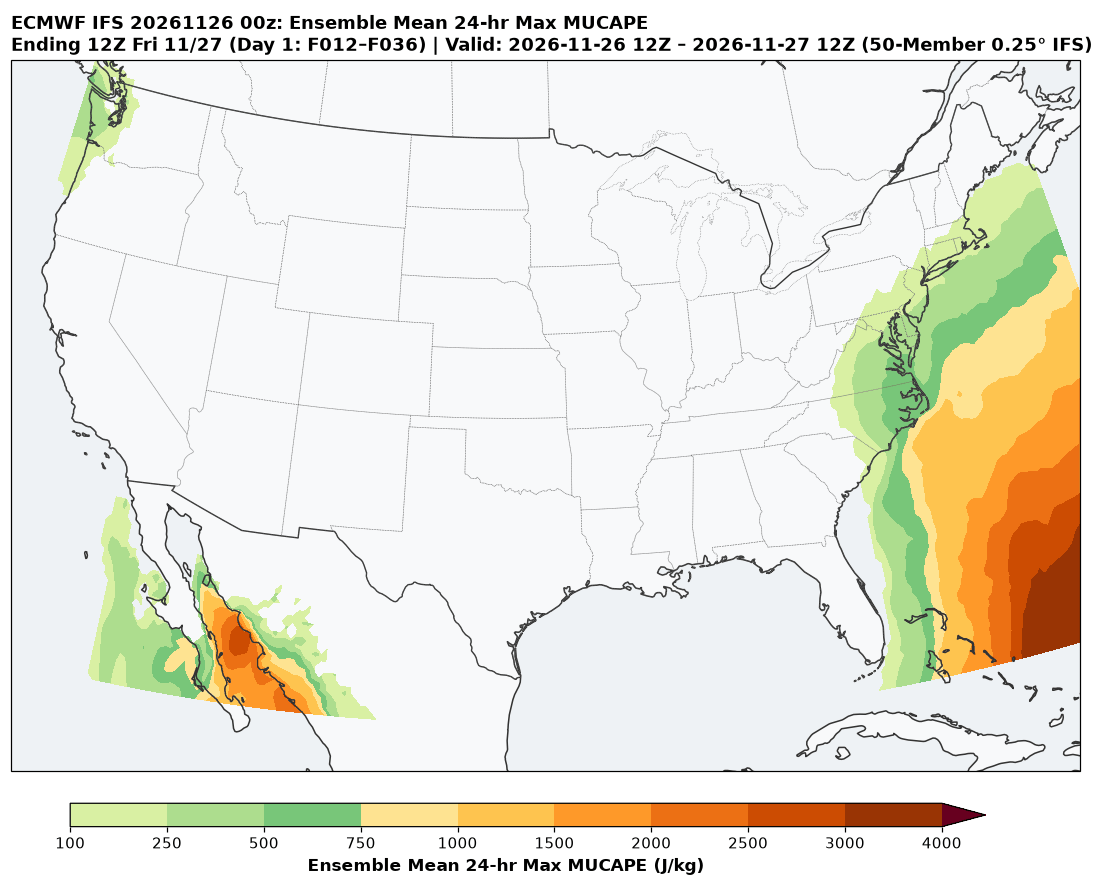 ECMWF IFS 20261126 00z: Ensemble Mean 24-hr Max MUCAPE
Ending 12Z Fri 11/27 (Day 1: F012–F036) | Valid: 2026-11-26 12Z – 2026-11-27 12Z (50-Member 0.25° IFS)
100 250 500 750 1000 1500 2000 2500 3000 4000
Ensemble Mean 24-hr Max MUCAPE (J/kg)